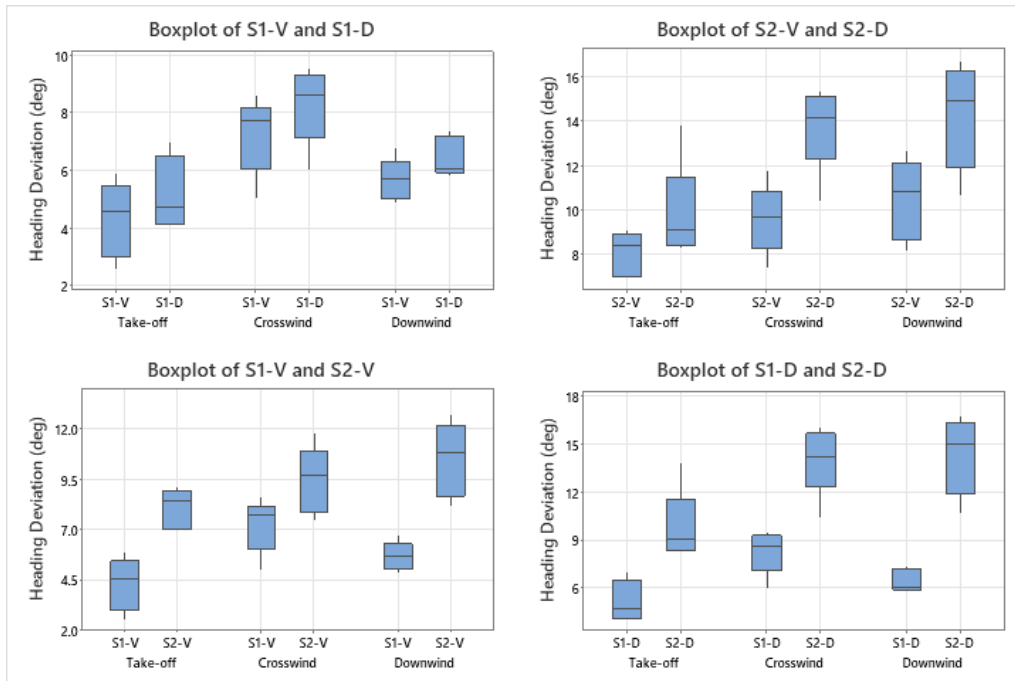 Boxplot of S1-V and S1-D
Heading Deviation (deg)
10
8
6
4
2
S1-V S1-D S1-V S1-D S1-V S1-D
Take-off Crosswind Downwind
Boxplot of S2-V and S2-D
Heading Deviation (deg)
16
14
12
10
8
S2-V S2-D S2-V S2-D S2-V S2-D
Take-off Crosswind Downwind
Boxplot of S1-V and S2-V
Heading Deviation (deg)
12.0
9.5
7.0
4.5
2.0
S1-V S2-V S1-V S2-V S1-V S2-V
Take-off Crosswind Downwind
Boxplot of S1-D and S2-D
Heading Deviation (deg)
18
15
12
9
6
S1-D S2-D S1-D S2-D S1-D S2-D
Take-off Crosswind Downwind